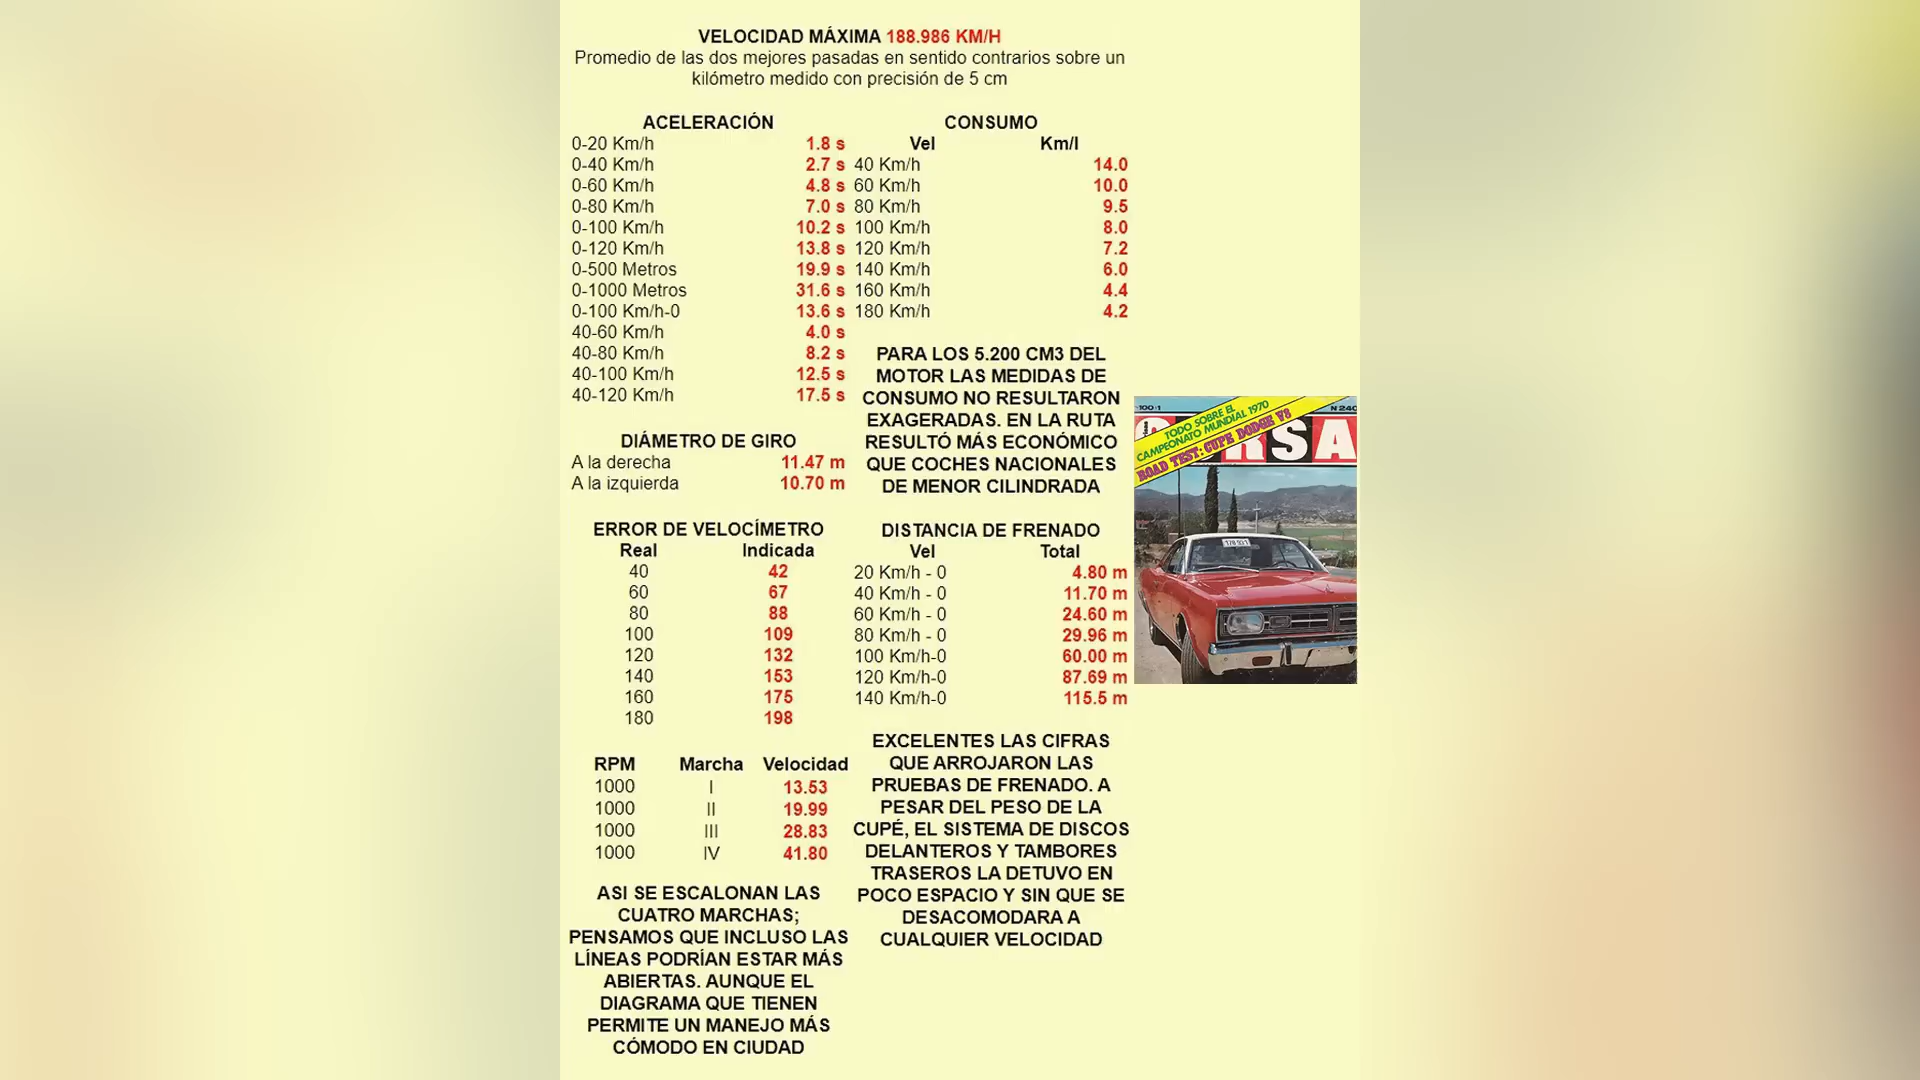 VELOCIDAD MÁXIMA 188.986 KM/H
Promedio de las dos mejores pasadas en sentido contrarios sobre un
kilómetro medido con precisión de 5 cm
ACELERACIÓN
0-20 Km/h 1.8 s
0-40 Km/h 2.7 s
0-60 Km/h 4.8 s
0-80 Km/h 7.0 s
0-100 Km/h 10.2 s
0-120 Km/h 13.8 s
0-500 Metros 19.9 s
0-1000 Metros 31.6 s
0-100 Km/h-0 13.6 s
40-60 Km/h 4.0 s
40-80 Km/h 8.2 s
40-100 Km/h 12.5 s
40-120 Km/h 17.5 s
DIÁMETRO DE GIRO
A la derecha 11.47 m
A la izquierda 10.70 m
ERROR DE VELOCÍMETRO
Real Indicada
40 42
60 67
80 88
100 109
120 132
140 153
160 175
180 198
RPM Marcha Velocidad
1000 I 13.53
1000 II 19.99
1000 III 28.83
1000 IV 41.80
ASI SE ESCALONAN LAS
CUATRO MARCHAS;
PENSAMOS QUE INCLUSO LAS
LÍNEAS PODRÍAN ESTAR MÁS
ABIERTAS. AUNQUE EL
DIAGRAMA QUE TIENEN
PERMITE UN MANEJO MÁS
CÓMODO EN CIUDAD
CONSUMO
Vel Km/l
40 Km/h 14.0
60 Km/h 10.0
80 Km/h 9.5
100 Km/h 8.0
120 Km/h 7.2
140 Km/h 6.0
160 Km/h 4.4
180 Km/h 4.2
PARA LOS 5.200 CM3 DEL
MOTOR LAS MEDIDAS DE
CONSUMO NO RESULTARON
EXAGERADAS. EN LA RUTA
RESULTÓ MÁS ECONÓMICO
QUE COCHES NACIONALES
DE MENOR CILINDRADA
DISTANCIA DE FRENADO
Vel Total
20 Km/h - 0 4.80 m
40 Km/h - 0 11.70 m
60 Km/h - 0 24.60 m
80 Km/h - 0 29.96 m
100 Km/h-0 60.00 m
120 Km/h-0 87.69 m
140 Km/h-0 115.5 m
EXCELENTES LAS CIFRAS
QUE ARROJARON LAS
PRUEBAS DE FRENADO. A
PESAR DEL PESO DE LA
CUPÉ, EL SISTEMA DE DISCOS
DELANTEROS Y TAMBORES
TRASEROS LA DETUVO EN
POCO ESPACIO Y SIN QUE SE
DESACOMODARA A
CUALQUIER VELOCIDAD
N 240
TODO SOBRE EL
CAMPEONATO MUNDIAL 1970
ROAD TEST: CUPE DODGE V8
RSA